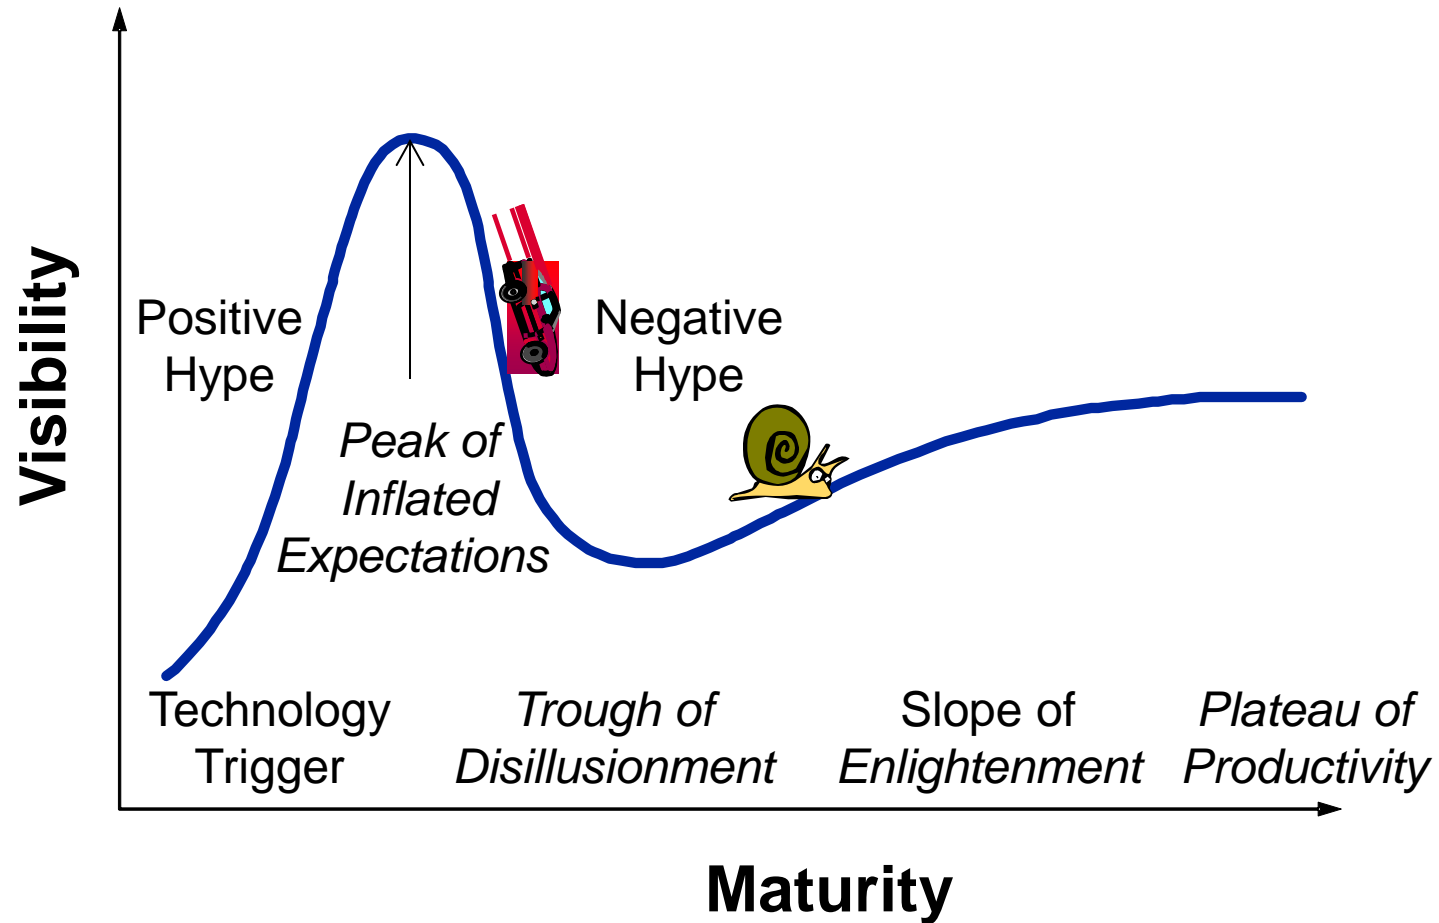 Visibility
Positive
Hype
Peak of
Inflated
Expectations
Negative
Hype
Technology
Trigger
Trough of
Disillusionment
Slope of
Enlightenment
Plateau of
Productivity
Maturity